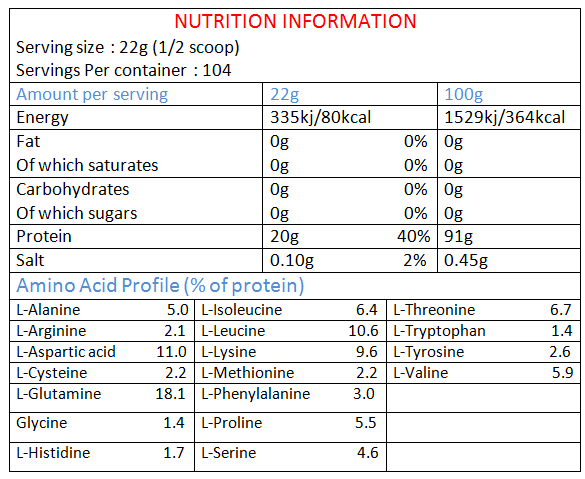 NUTRITION INFORMATION
Serving size : 22g (1/2 scoop)
Servings Per container : 104
Amount per serving 22g 100g
Energy 335kj/80kcal 1529kj/364kcal
Fat 0g 0% 0g
Of which saturates 0g 0% 0g
Carbohydrates 0g 0% 0g
Of which sugars 0g 0% 0g
Protein 20g 40% 91g
Salt 0.10g 2% 0.45g
Amino Acid Profile (% of protein)
L-Alanine 5.0 L-Isoleucine 6.4 L-Threonine 6.7
L-Arginine 2.1 L-Leucine 10.6 L-Tryptophan 1.4
L-Aspartic acid 11.0 L-Lysine 9.6 L-Tyrosine 2.6
L-Cysteine 2.2 L-Methionine 2.2 L-Valine 5.9
L-Glutamine 18.1 L-Phenylalanine 3.0
Glycine 1.4 L-Proline 5.5
L-Histidine 1.7 L-Serine 4.6